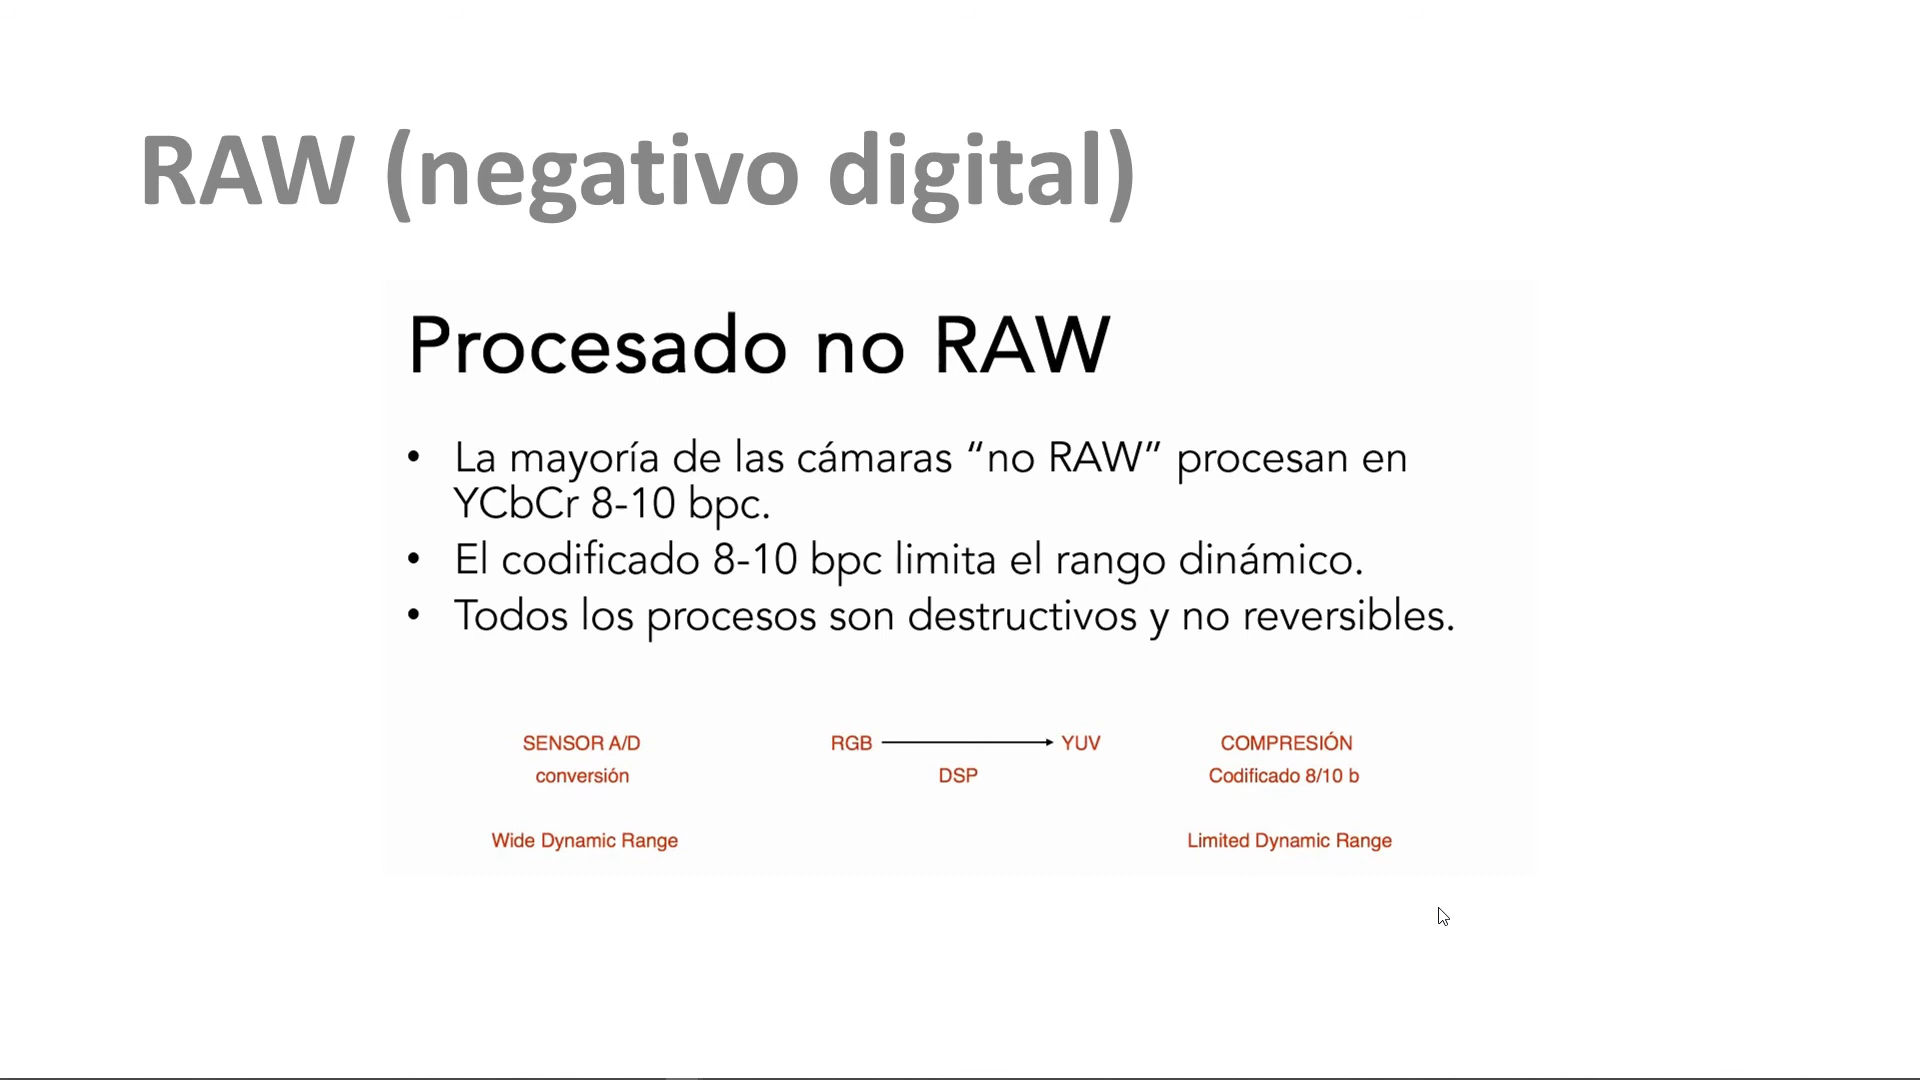 RAW (negativo digital)
Procesado no RAW
• La mayoría de las cámaras “no RAW” procesan en
YCbCr 8-10 bpc.
• El codificado 8-10 bpc limita el rango dinámico.
• Todos los procesos son destructivos y no reversibles.
SENSOR A/D
conversión
Wide Dynamic Range
RGB
YUV
DSP
COMPRESIÓN
Codificado 8/10 b
Limited Dynamic Range